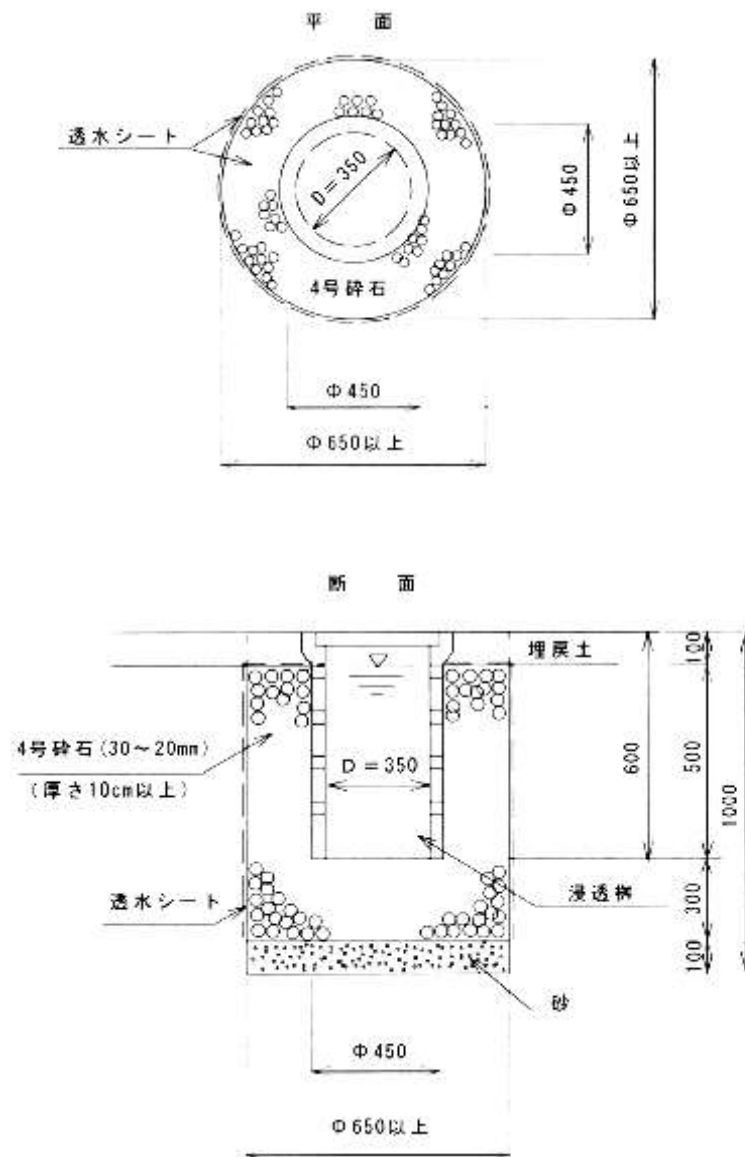 平 面
透水シート
D=350
4号砕石
Φ450
Φ650以上
Φ450
Φ650以上
断 面
埋戻土
4号砕石(30～20mm)
(厚さ10cm以上)
D=350
600
100
500
1000
透水シート
浸透桝
300
100
砂
Φ450
Φ650以上